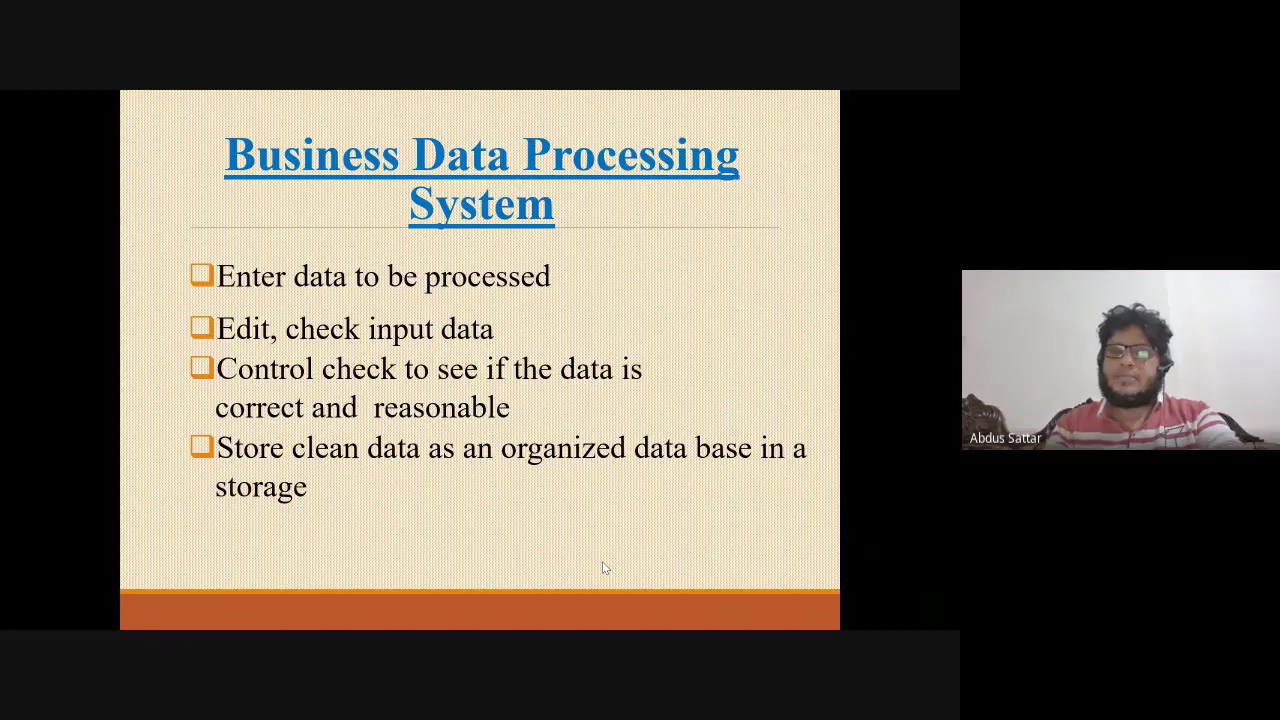 Business Data Processing
System
Enter data to be processed
Edit, check input data
Control check to see if the data is
correct and  reasonable
Store clean data as an organized data base in a
storage
Abdus Sattar